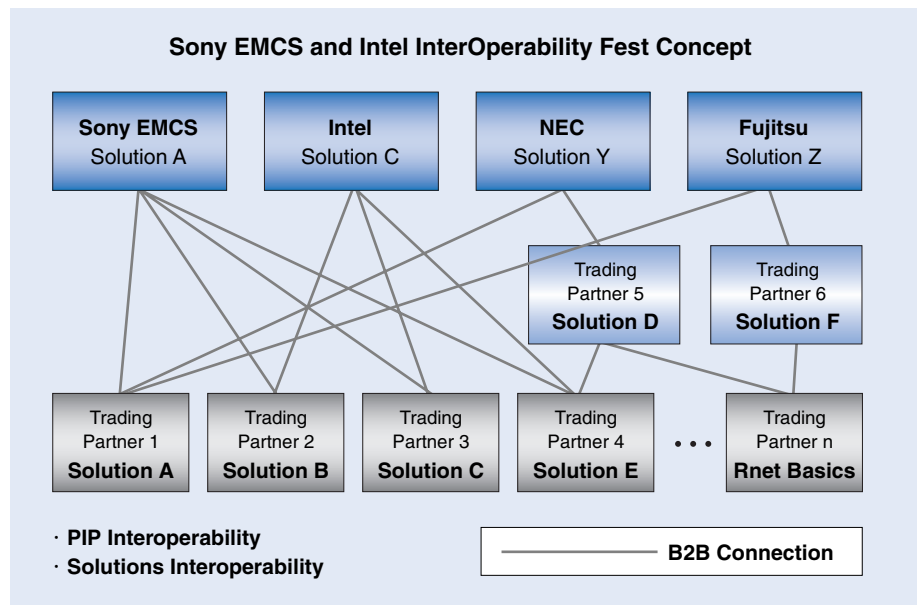 Sony EMCS and Intel InterOperability Fest Concept
Sony EMCS
Solution A
Intel
Solution C
NEC
Solution Y
Fujitsu
Solution Z
Trading
Partner 5
Solution D
Trading
Partner 6
Solution F
Trading
Partner 1
Solution A
Trading
Partner 2
Solution B
Trading
Partner 3
Solution C
Trading
Partner 4
Solution E
• • •
Trading
Partner n
Rnet Basics
· PIP Interoperability
· Solutions Interoperability
B2B Connection